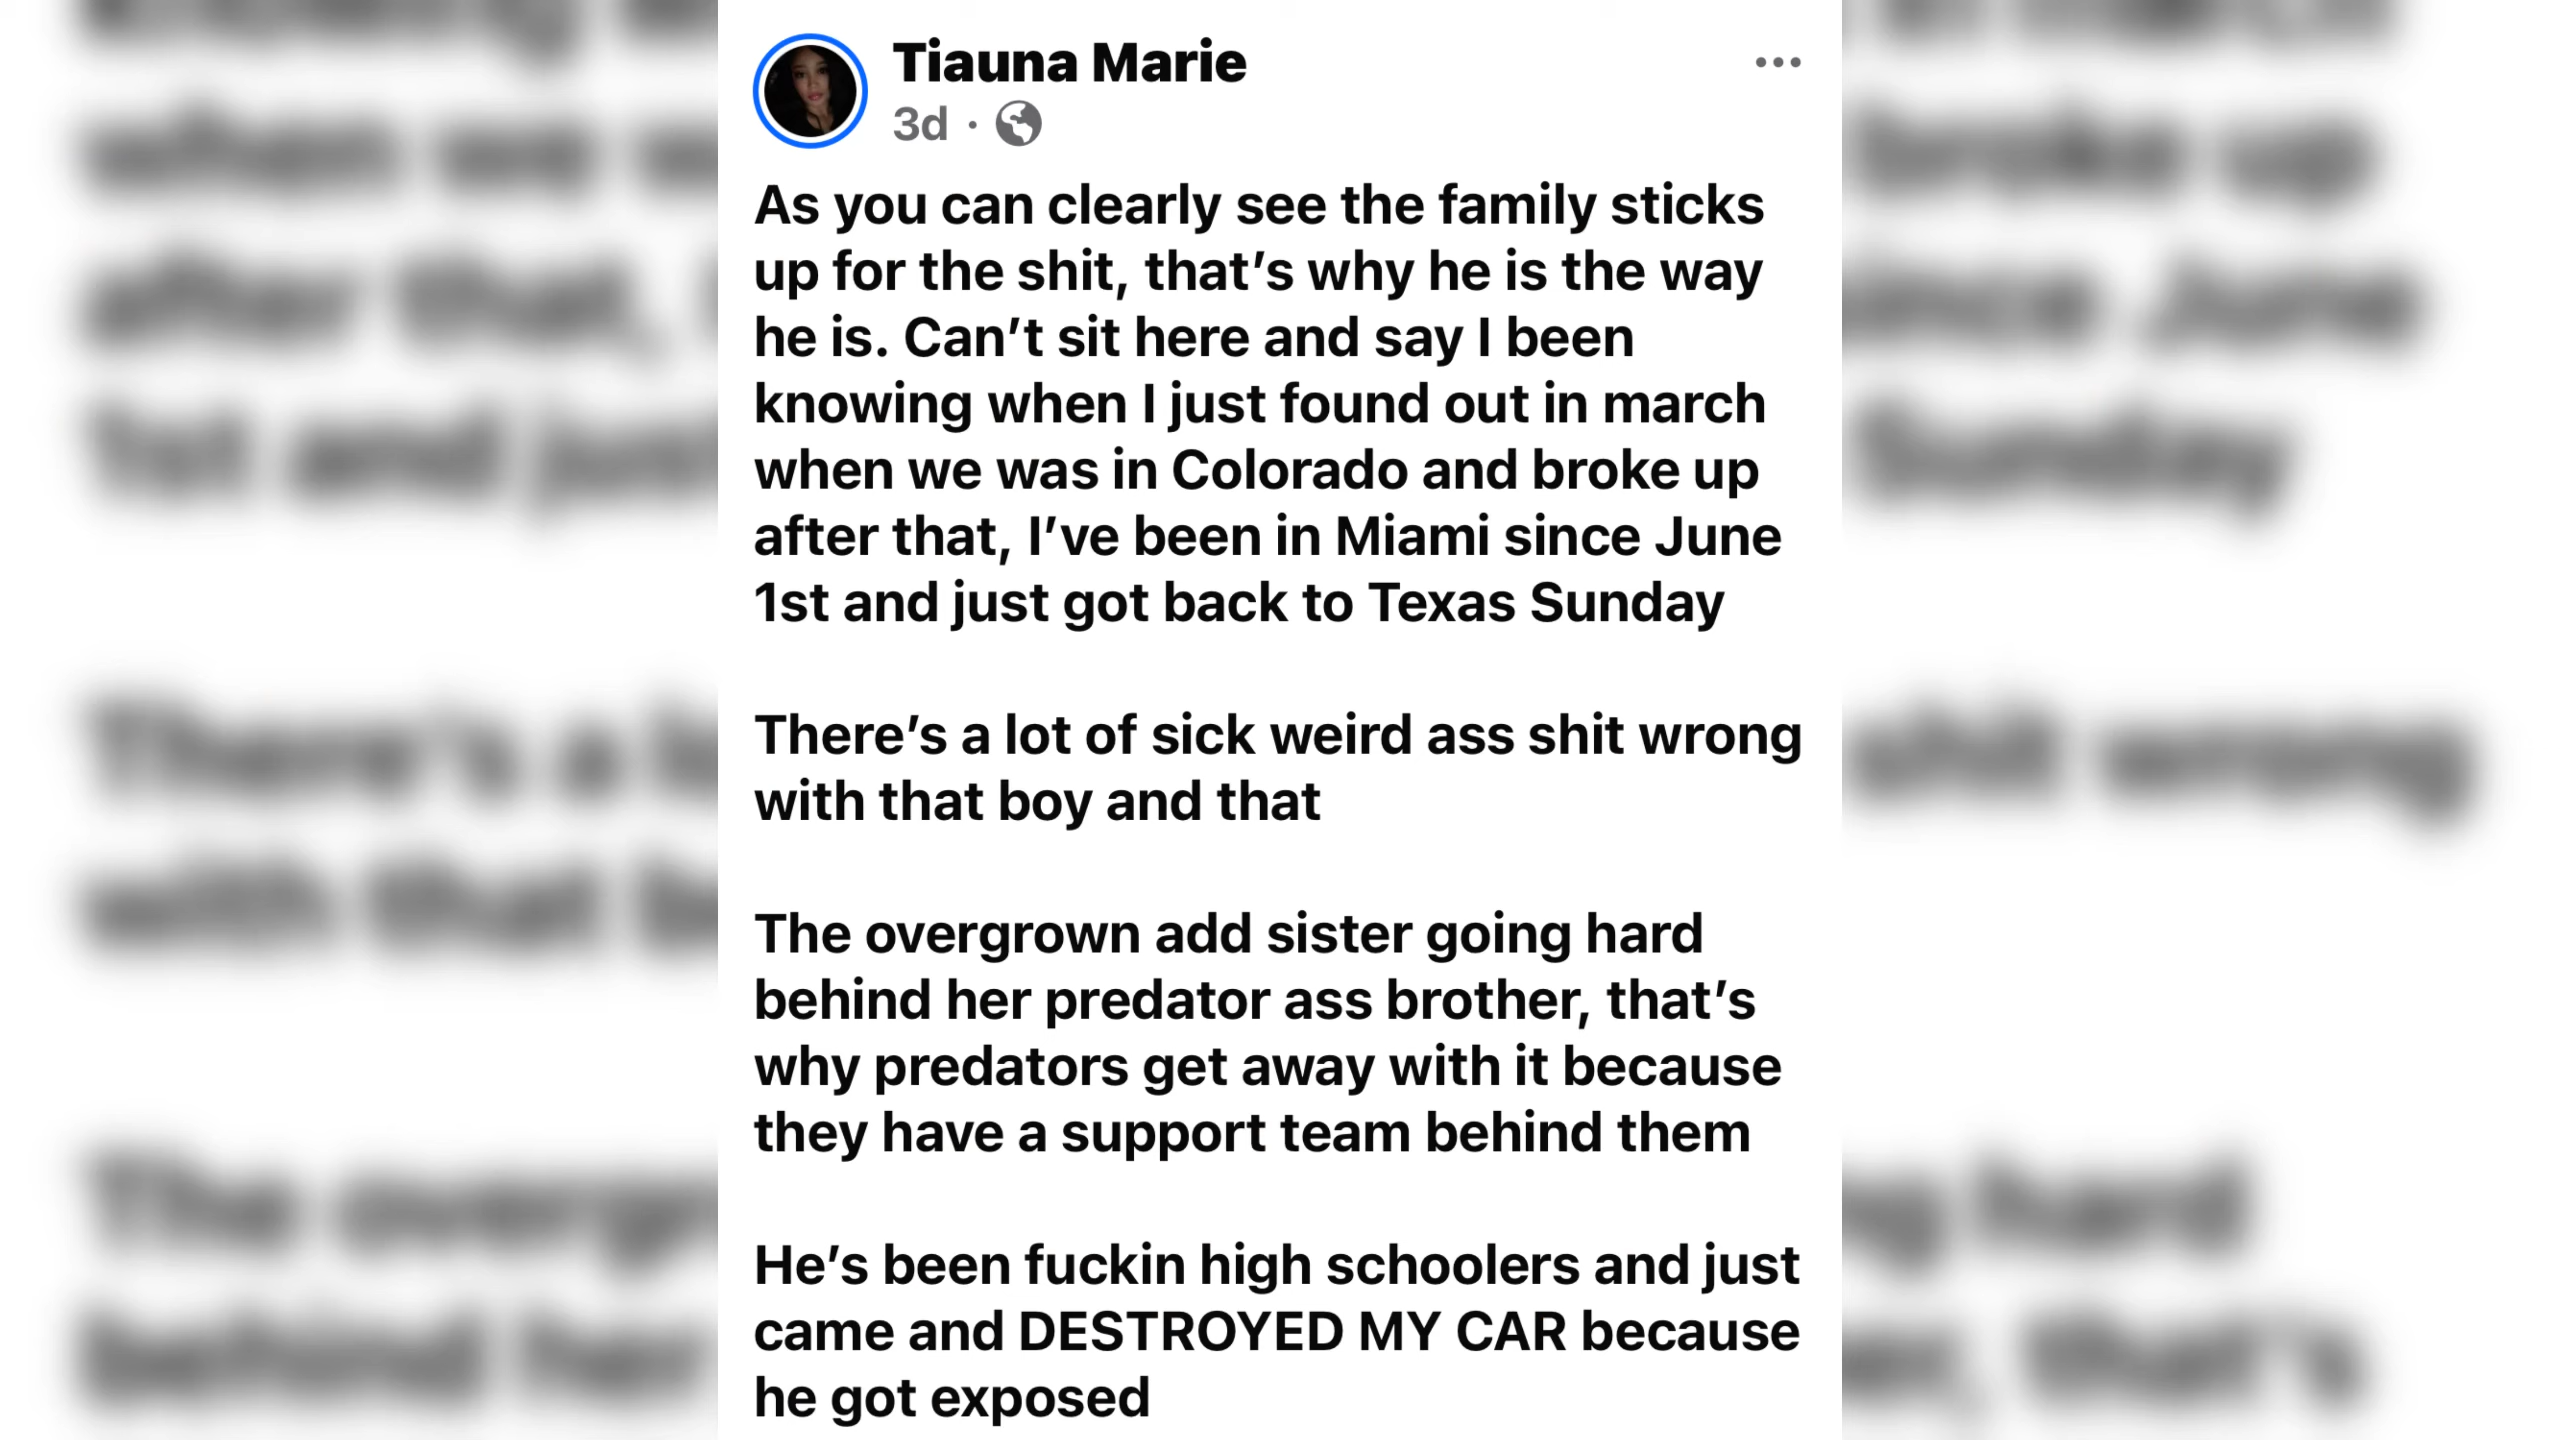 Tiauna Marie
3d ·
As you can clearly see the family sticks
up for the shit, that’s why he is the way
he is. Can’t sit here and say I been
knowing when I just found out in march
when we was in Colorado and broke up
after that, I’ve been in Miami since June
1st and just got back to Texas Sunday
There’s a lot of sick weird ass shit wrong
with that boy and that
The overgrown add sister going hard
behind her predator ass brother, that’s
why predators get away with it because
they have a support team behind them
He’s been fuckin high schoolers and just
came and DESTROYED MY CAR because
he got exposed